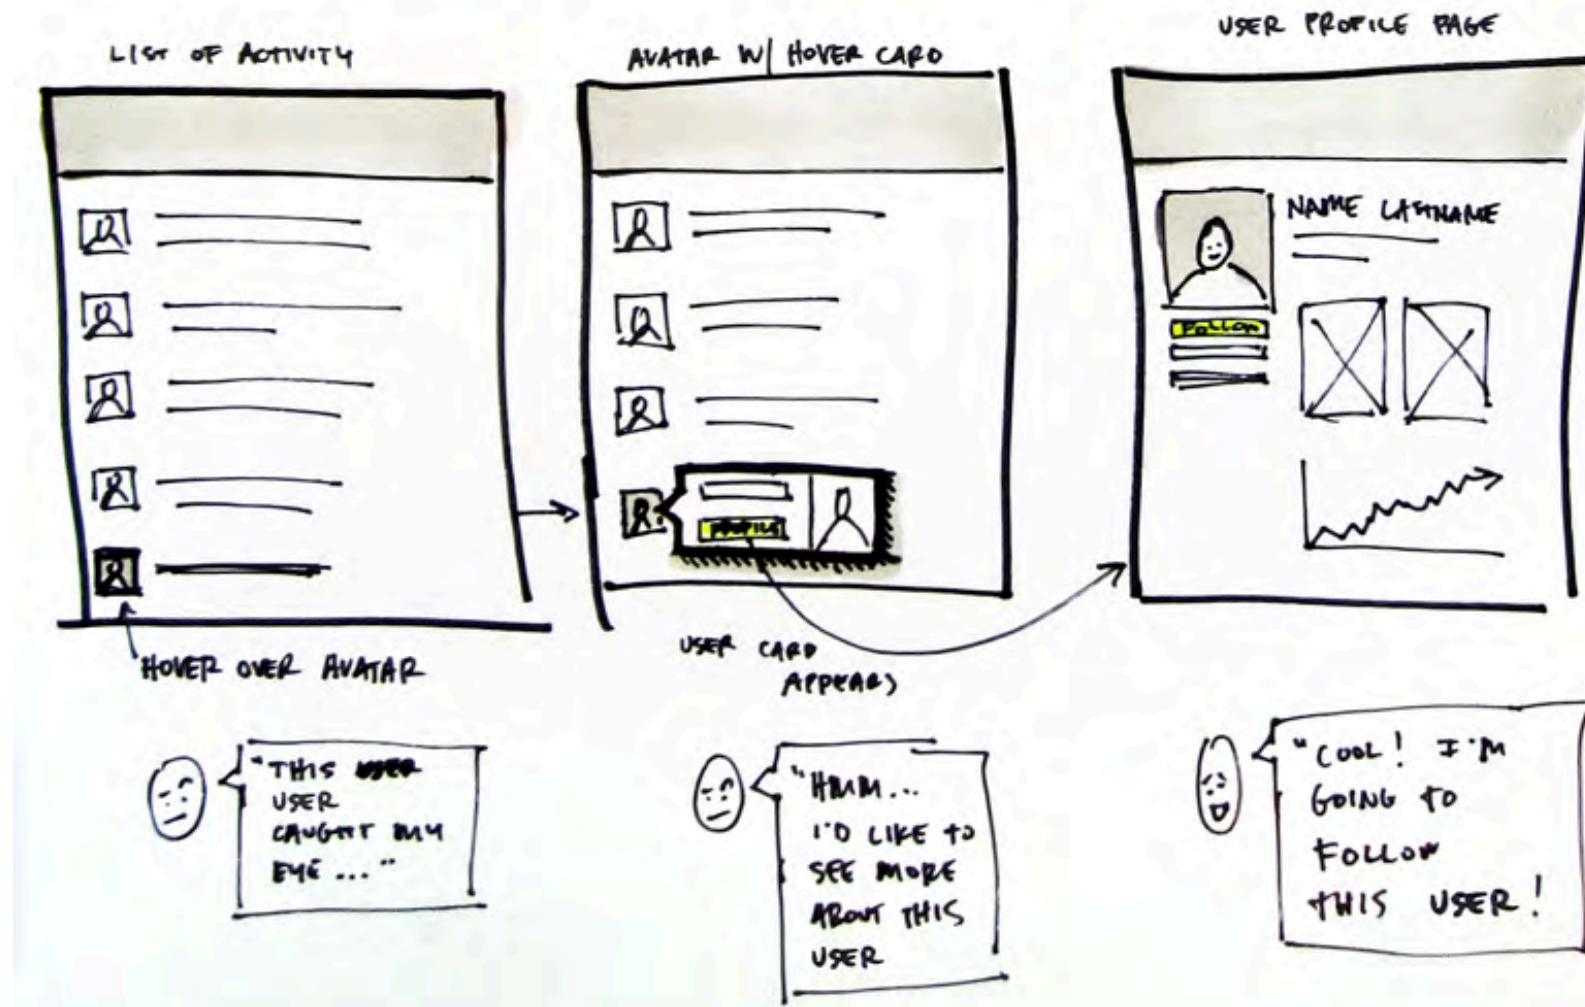 LIST OF ACTIVITY
HOVER OVER AVATAR
"THIS
USER
CAUGHT MY
EYE ..."
AVATAR W/ HOVER CARD
PROFILE
USER CARD
APPEARS
"HMM...
I'D LIKE TO
SEE MORE
ABOUT THIS
USER
USER PROFILE PAGE
NAME LASTNAME
FOLLOW
"COOL! I'M
GOING TO
FOLLOW
THIS USER!